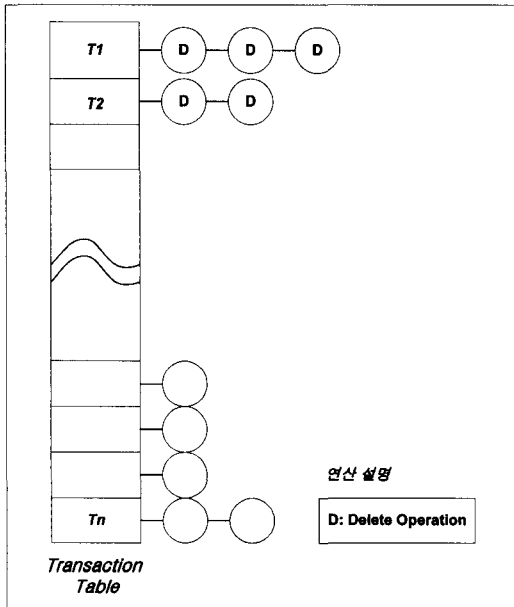 T1 D D D
T2 D D
Tn
연산 설명
D: Delete Operation
Transaction
Table